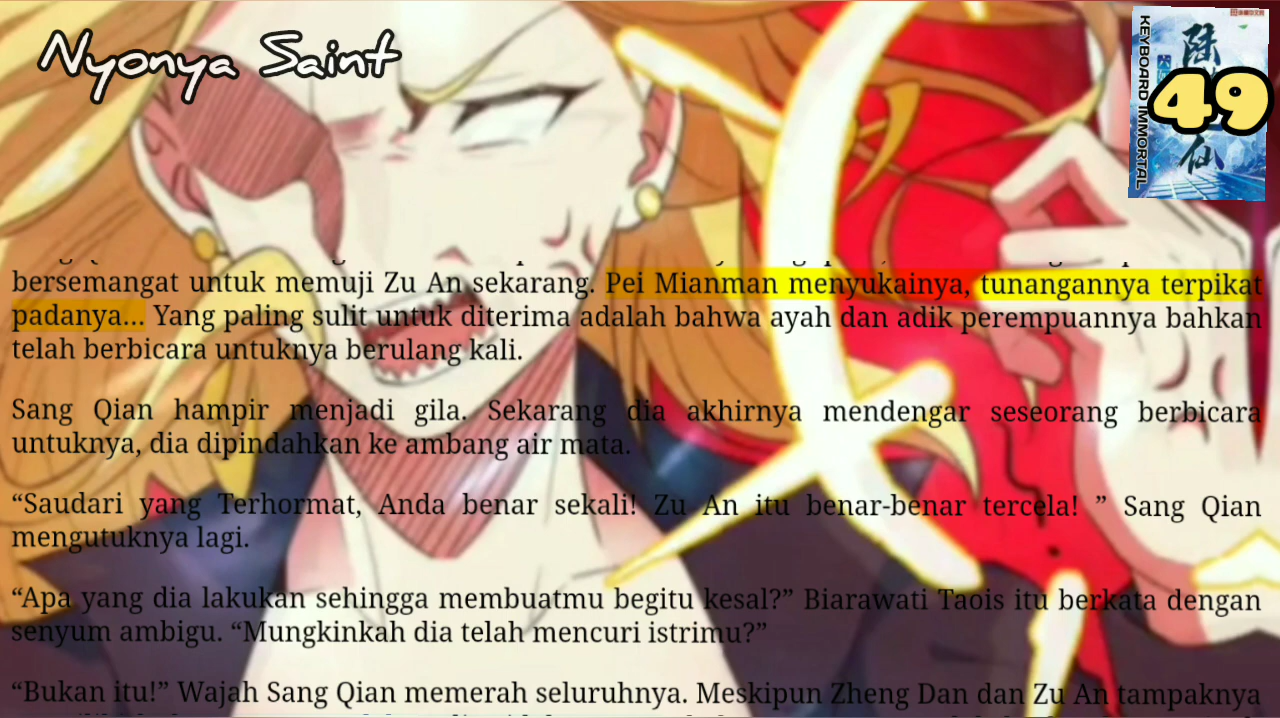 Nyonya Saint
KEYBOARD IMMORTAL
49
bersemangat untuk memuji Zu An sekarang. Pei Mianman menyukainya, tunangannya terpikat
padanya... Yang paling sulit untuk diterima adalah bahwa ayah dan adik perempuannya bahkan
telah berbicara untuknya berulang kali.
Sang Qian hampir menjadi gila. Sekarang dia akhirnya mendengar seseorang berbicara
untuknya, dia dipindahkan ke ambang air mata.
“Saudari yang Terhormat, Anda benar sekali! Zu An itu benar-benar tercela! ” Sang Qian
mengutuknya lagi.
“Apa yang dia lakukan sehingga membuatmu begitu kesal?” Biarawati Taois itu berkata dengan
senyum ambigu. “Mungkinkah dia telah mencuri istrimu?”
“Bukan itu!” Wajah Sang Qian memerah seluruhnya. Meskipun Zheng Dan dan Zu An tampaknya